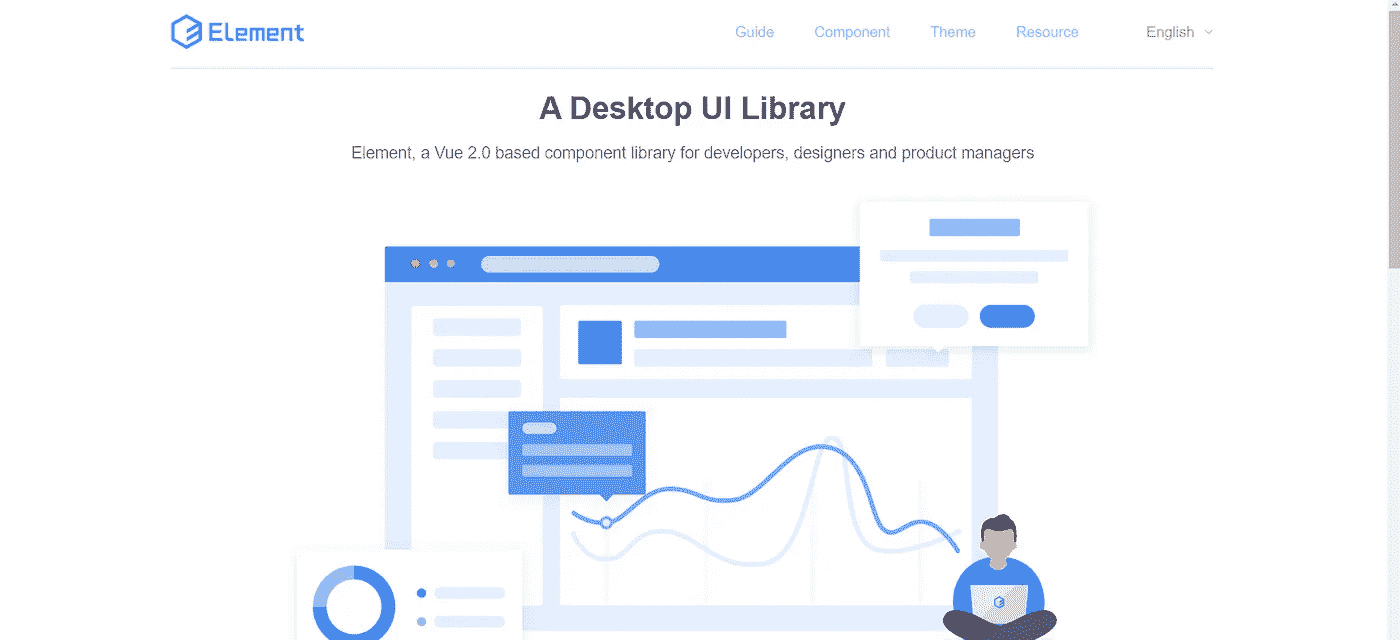 Element
Guide Component Theme Resource English
A Desktop UI Library
Element, a Vue 2.0 based component library for developers, designers and product managers